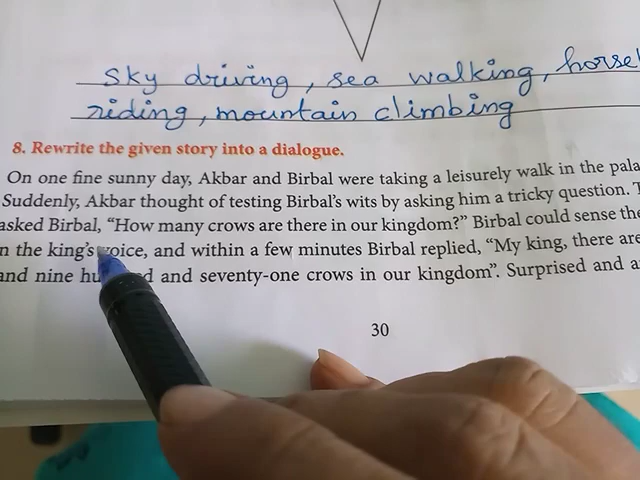 sky driving, sea walking, horse
riding, mountain climbing
8. Rewrite the given story into a dialogue.
On one fine sunny day, Akbar and Birbal were taking a leisurely walk in the
Suddenly, Akbar thought of testing Birbal's wits by asking him a tricky question.
asked Birbal, "How many crows are there in our kingdom?" Birbal could sense the
in the king's voice, and within a few minutes Birbal replied, "My king, there are
and nine and seventy-one crows in our kingdom". Surprised and
30